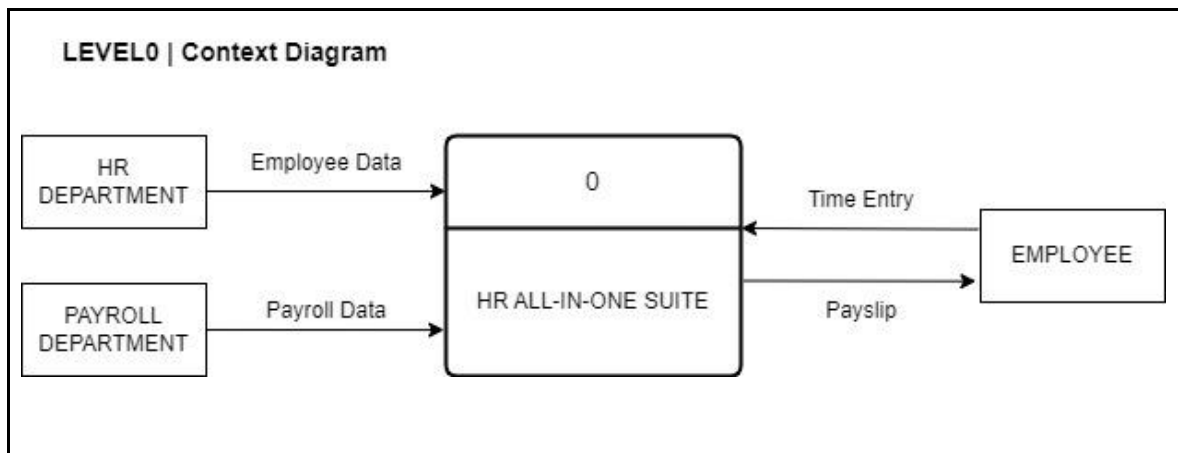 LEVEL0 | Context Diagram
HR
DEPARTMENT
Employee Data
0
Time Entry
EMPLOYEE
PAYROLL
DEPARTMENT
Payroll Data
HR ALL-IN-ONE SUITE
Payslip